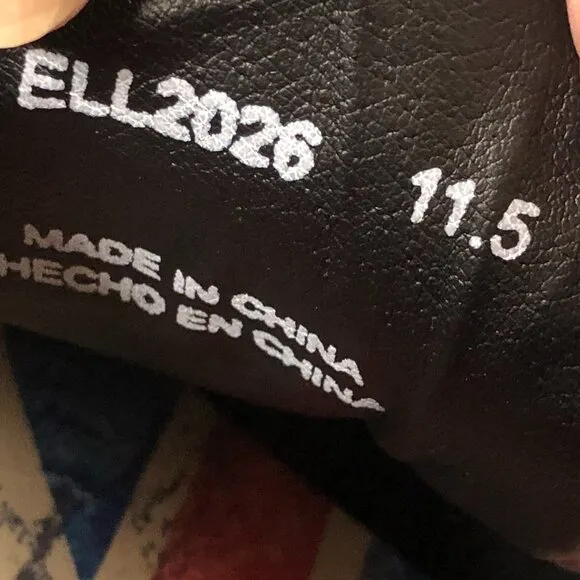 ELL2026 11.5
MADE IN CHINA
HECHO EN CHINA